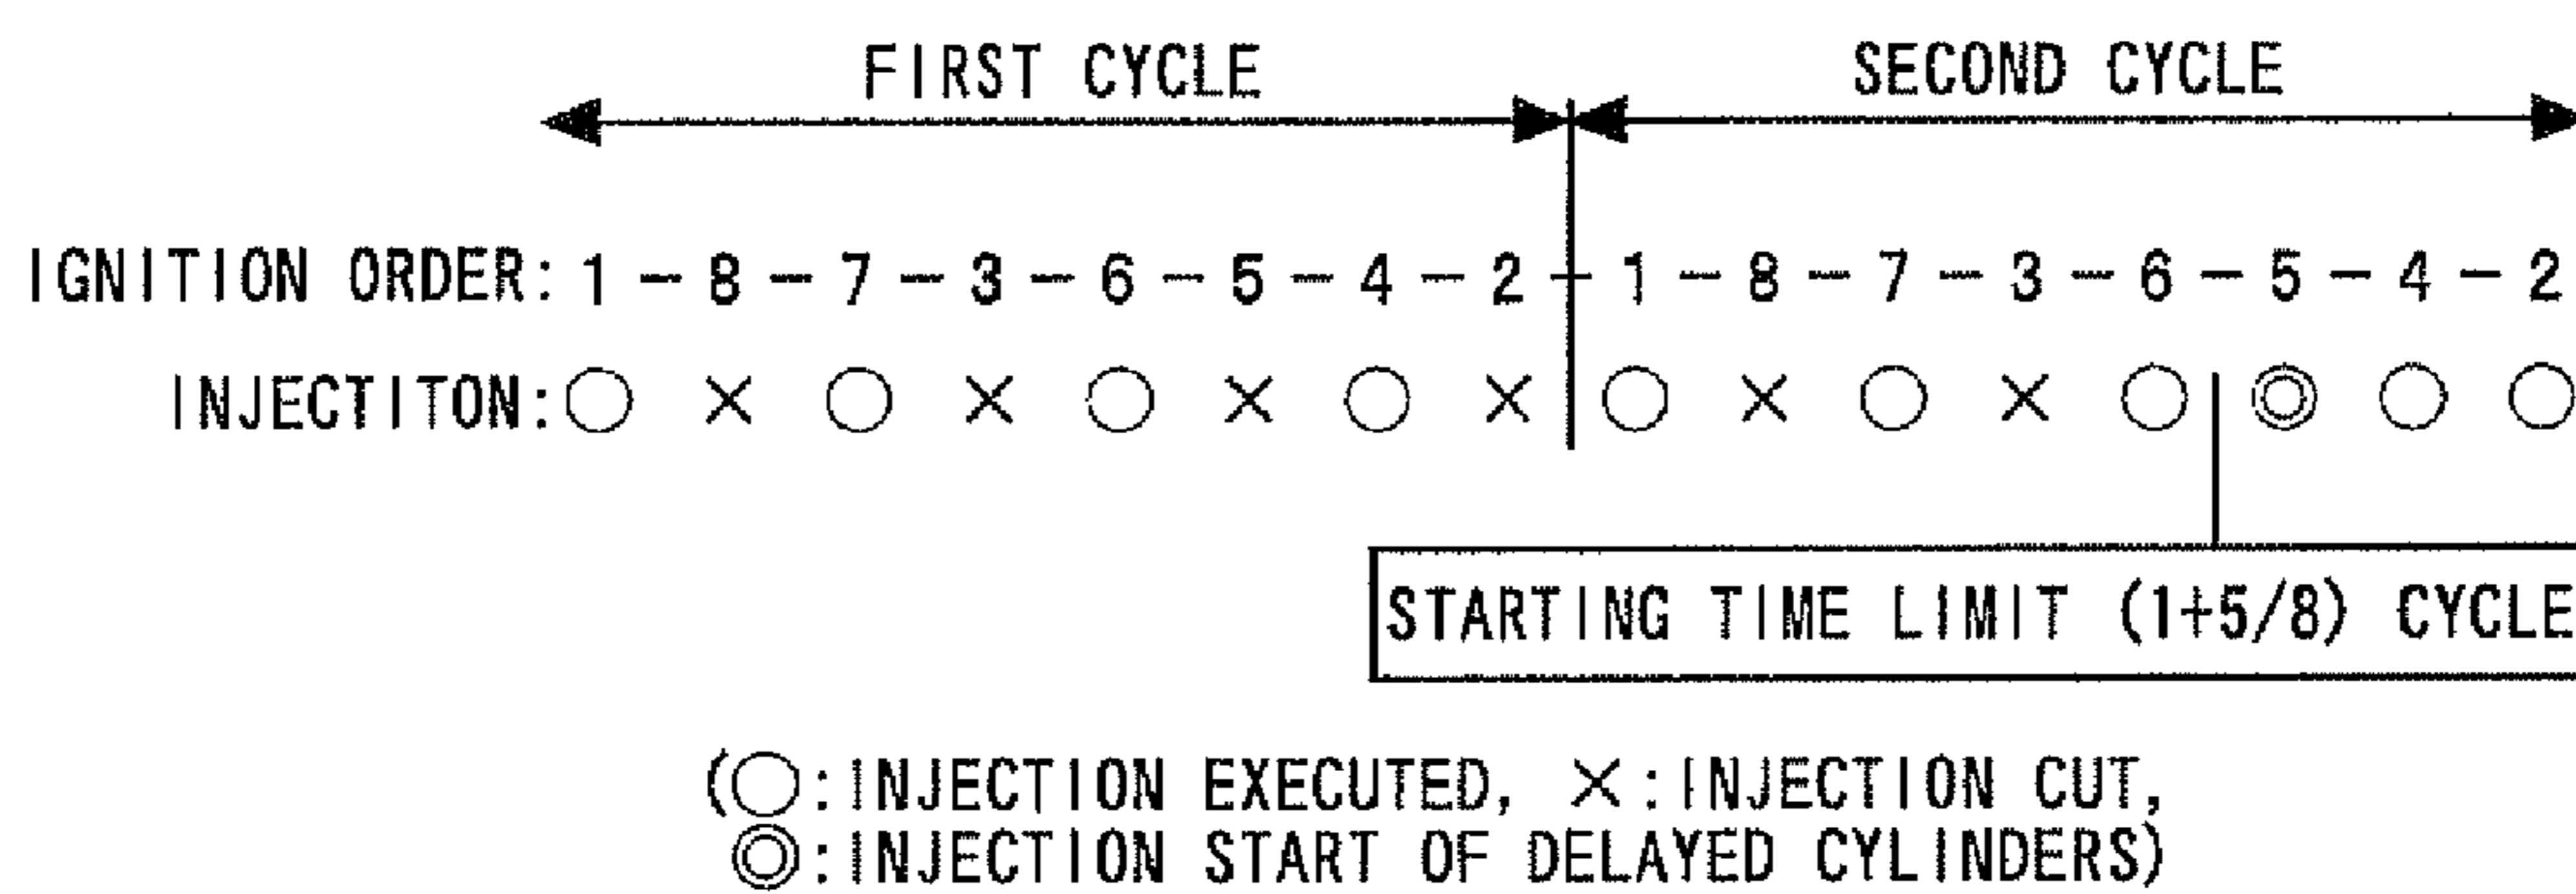 FIRST CYCLE SECOND CYCLE
IGNITION ORDER: 1 - 8 - 7 - 3 - 6 - 5 - 4 - 2 - 1 - 8 - 7 - 3 - 6 - 5 - 4 - 2
INJECTITON: ○ × ○ × ○ × ○ × ○ × ○ × ○ ◎ ○ ○
STARTING TIME LIMIT (1+5/8) CYCLE
(○: INJECTION EXECUTED, ×: INJECTION CUT,
◎: INJECTION START OF DELAYED CYLINDERS)